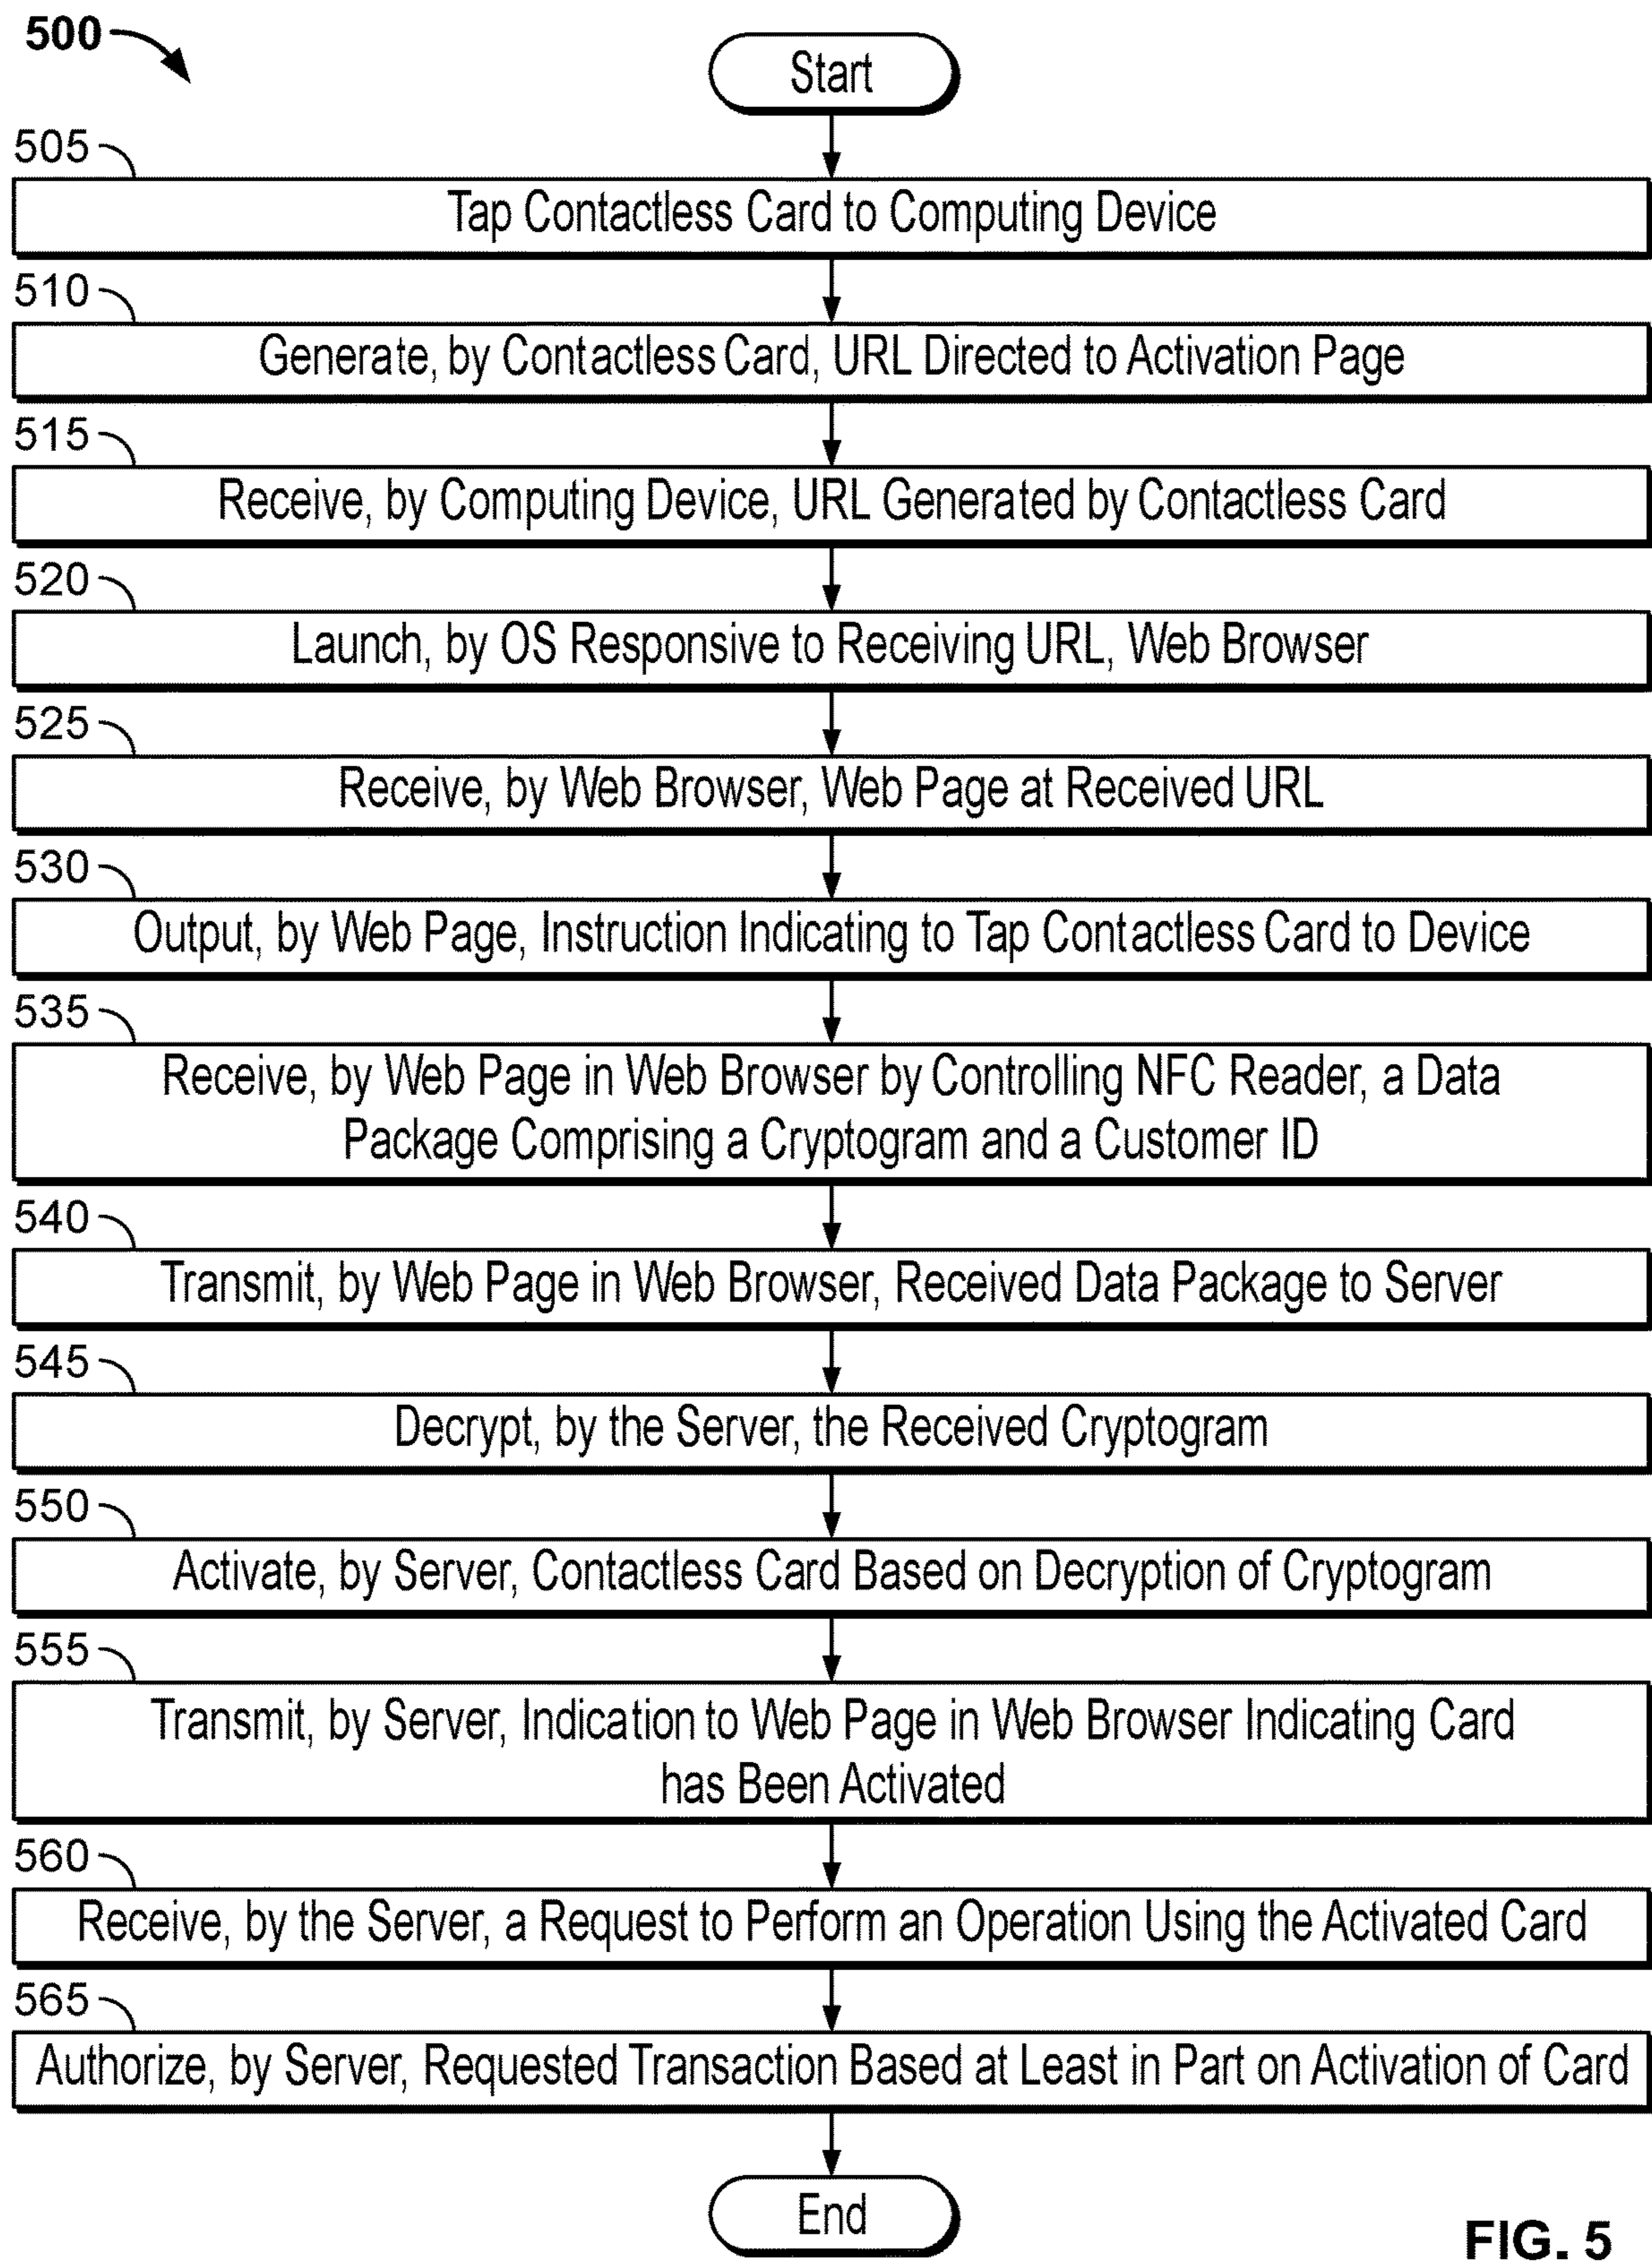 500
Start
505
Tap Contactless Card to Computing Device
510
Generate, by Contactless Card, URL Directed to Activation Page
515
Receive, by Computing Device, URL Generated by Contactless Card
520
Launch, by OS Responsive to Receiving URL, Web Browser
525
Receive, by Web Browser, Web Page at Received URL
530
Output, by Web Page, Instruction Indicating to Tap Contactless Card to Device
535
Receive, by Web Page in Web Browser by Controlling NFC Reader, a Data
Package Comprising a Cryptogram and a Customer ID
540
Transmit, by Web Page in Web Browser, Received Data Package to Server
545
Decrypt, by the Server, the Received Cryptogram
550
Activate, by Server, Contactless Card Based on Decryption of Cryptogram
555
Transmit, by Server, Indication to Web Page in Web Browser Indicating Card
has Been Activated
560
Receive, by the Server, a Request to Perform an Operation Using the Activated Card
565
Authorize, by Server, Requested Transaction Based at Least in Part on Activation of Card
End
FIG. 5